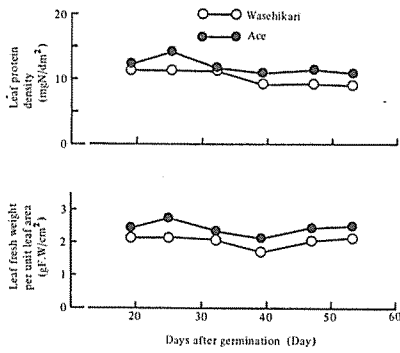 Wasehikari
Ace
Leaf protein
density
(mgN/dm²)
20
10
0
Leaf fresh weight
per unit leaf area
(gF.W/cm²)
3
2
1
0
20 30 40 50 60
Days after germination (Day)